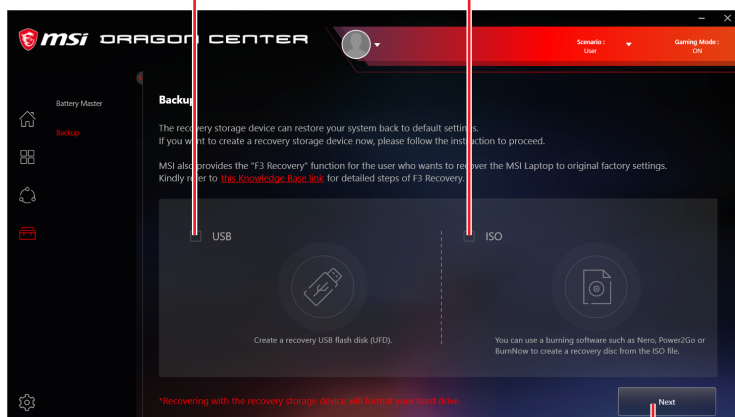 msi DRAGON CENTER
Scenario :
User
Gaming Mode :
ON
Battery Master
Backup
Backup
The recovery storage device can restore your system back to default settings.
If you want to create a recovery storage device now, please follow the instruction to proceed.
MSI also provides the "F3 Recovery" function for the user who wants to recover the MSI Laptop to original factory settings.
Kindly refer to this Knowledge Base link for detailed steps of F3 Recovery.
USB
Create a recovery USB flash disk (UFD).
ISO
You can use a burning software such as Nero, Power2Go or
BurnNow to create a recovery disc from the ISO file.
*Recovering with the recovery storage device will format your hard drive.
Next